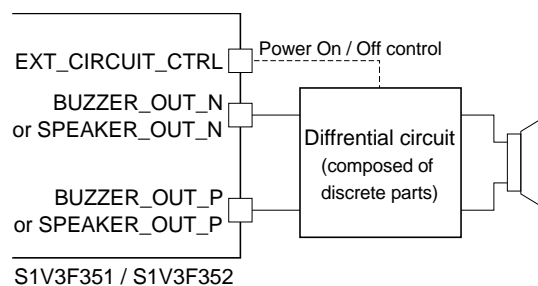 EXT_CIRCUIT_CTRL
Power On / Off control
BUZZER_OUT_N
or SPEAKER_OUT_N
Diffrential circuit
(composed of
discrete parts)
BUZZER_OUT_P
or SPEAKER_OUT_P
S1V3F351 / S1V3F352